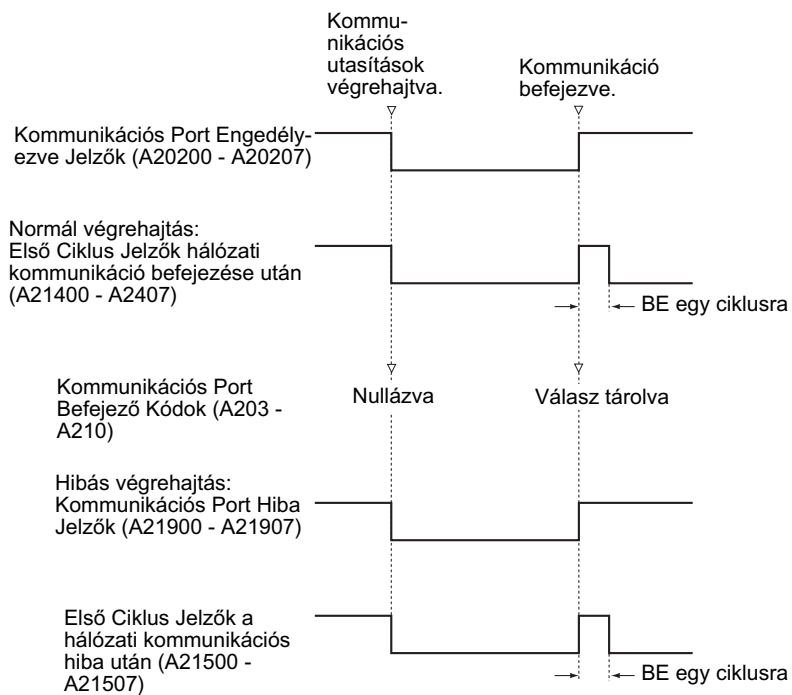 Kommu-
nikációs
utasítások
végrehajtva.
Kommunikáció
befejezve.
Kommunikációs Port Engedély-
ezve Jelzők (A20200 - A20207)
Normál végrehajtás:
Első Ciklus Jelzők hálózati
kommunikáció befejezése után
(A21400 - A2407)
BE egy ciklusra
Kommunikációs Port
Befejező Kódok (A203 -
A210)
Nullázva
Válasz tárolva
Hibás végrehajtás:
Kommunikációs Port Hiba
Jelzők (A21900 - A21907)
Első Ciklus Jelzők a
hálózati kommunikációs
hiba után (A21500 -
A21507)
BE egy ciklusra